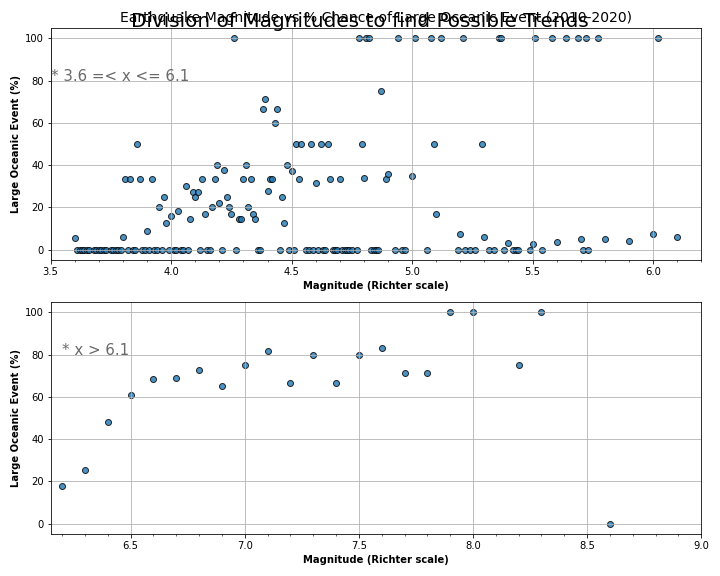 Earthquake Magnitude vs % Chance of Large Oceanic Event (2010-2020)
Division of Magnitudes to find Possible Trends
100
80
* 3.6 =< x <= 6.1
60
40
20
0
Large Oceanic Event (%)
3.5 4.0 4.5 5.0 5.5 6.0
Magnitude (Richter scale)
100
80
* x > 6.1
60
40
20
0
Large Oceanic Event (%)
6.5 7.0 7.5 8.0 8.5 9.0
Magnitude (Richter scale)